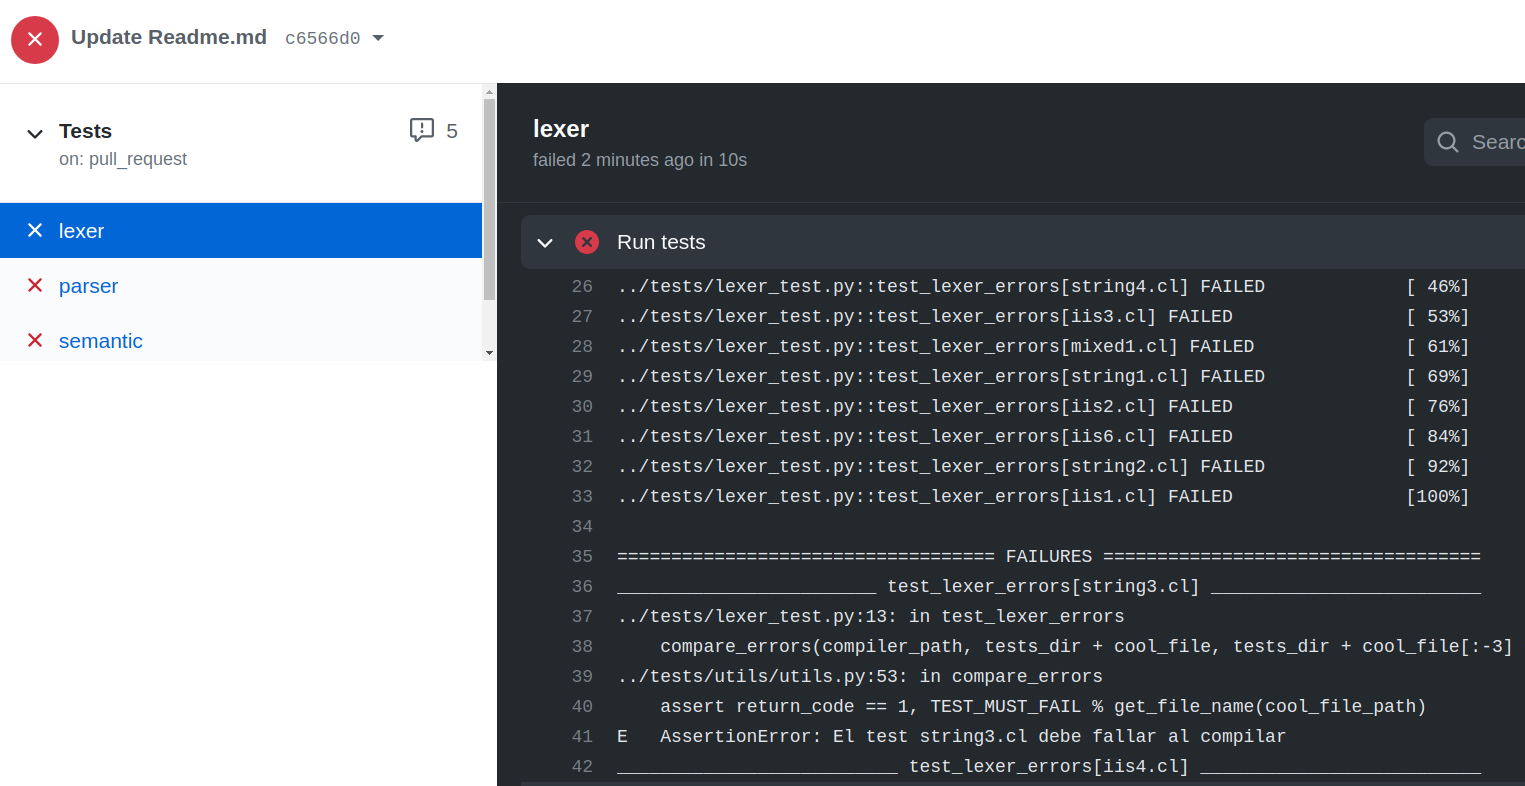 Update Readme.md c6566d0
Tests 5
on: pull_request
lexer
parser
semantic
lexer
failed 2 minutes ago in 10s
Searc
Run tests
26 ../tests/lexer_test.py::test_lexer_errors[string4.cl] FAILED [ 46%]
27 ../tests/lexer_test.py::test_lexer_errors[iis3.cl] FAILED [ 53%]
28 ../tests/lexer_test.py::test_lexer_errors[mixed1.cl] FAILED [ 61%]
29 ../tests/lexer_test.py::test_lexer_errors[string1.cl] FAILED [ 69%]
30 ../tests/lexer_test.py::test_lexer_errors[iis2.cl] FAILED [ 76%]
31 ../tests/lexer_test.py::test_lexer_errors[iis6.cl] FAILED [ 84%]
32 ../tests/lexer_test.py::test_lexer_errors[string2.cl] FAILED [ 92%]
33 ../tests/lexer_test.py::test_lexer_errors[iis1.cl] FAILED [100%]
34
35 =================================== FAILURES ===================================
36 ________________________ test_lexer_errors[string3.cl] _________________________
37 ../tests/lexer_test.py:13: in test_lexer_errors
38 compare_errors(compiler_path, tests_dir + cool_file, tests_dir + cool_file[:-3]
39 ../tests/utils/utils.py:53: in compare_errors
40 assert return_code == 1, TEST_MUST_FAIL % get_file_name(cool_file_path)
41 E AssertionError: El test string3.cl debe fallar al compilar
42 __________________________ test_lexer_errors[iis4.cl] __________________________